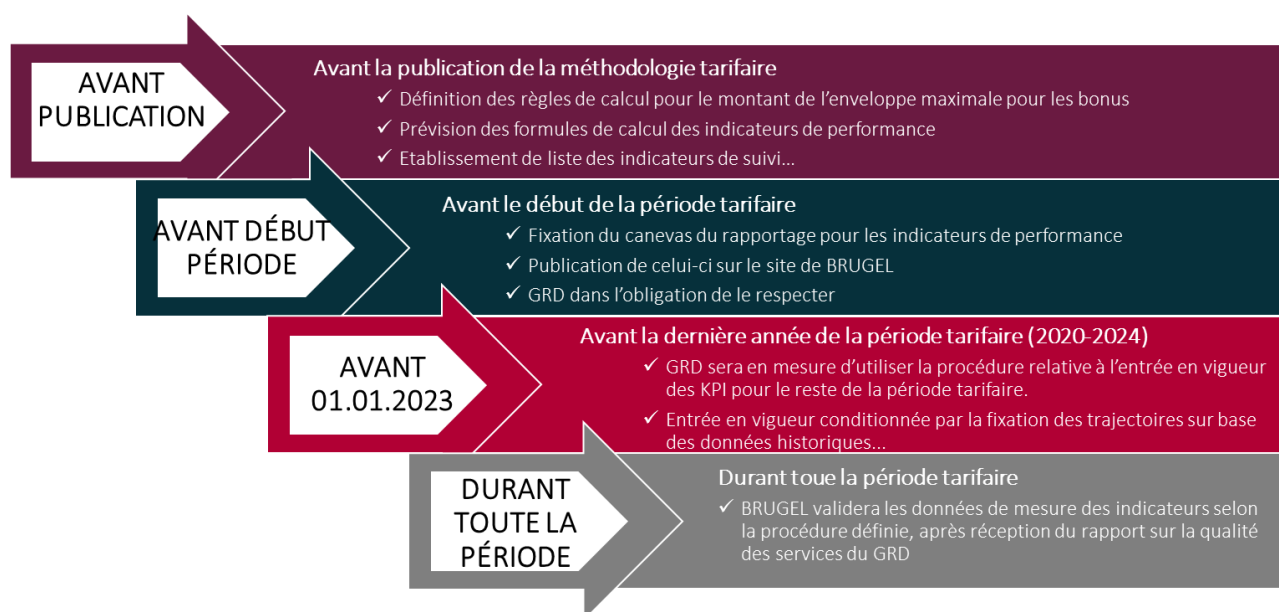 AVANT
PUBLICATION
Avant la publication de la méthodologie tarifaire
✓ Définition des règles de calcul pour le montant de l'enveloppe maximale pour les bonus
✓ Prévision des formules de calcul des indicateurs de performance
✓ Etablissement de liste des indicateurs de suivi...
AVANT DÉBUT
PÉRIODE
Avant le début de la période tarifaire
✓ Fixation du canevas du rapportage pour les indicateurs de performance
✓ Publication de celui-ci sur le site de BRUGEL
✓ GRD dans l'obligation de le respecter
AVANT
01.01.2023
Avant la dernière année de la période tarifaire (2020-2024)
✓ GRD sera en mesure d'utiliser la procédure relative à l'entrée en vigueur
des KPI pour le reste de la période tarifaire.
✓ Entrée en vigueur conditionnée par la fixation des trajectoires sur base
des données historiques...
DURANT
TOUTE LA
PÉRIODE
Durant toue la période tarifaire
✓ BRUGEL validera les données de mesure des indicateurs selon
la procédure définie, après réception du rapport sur la qualité
des services du GRD